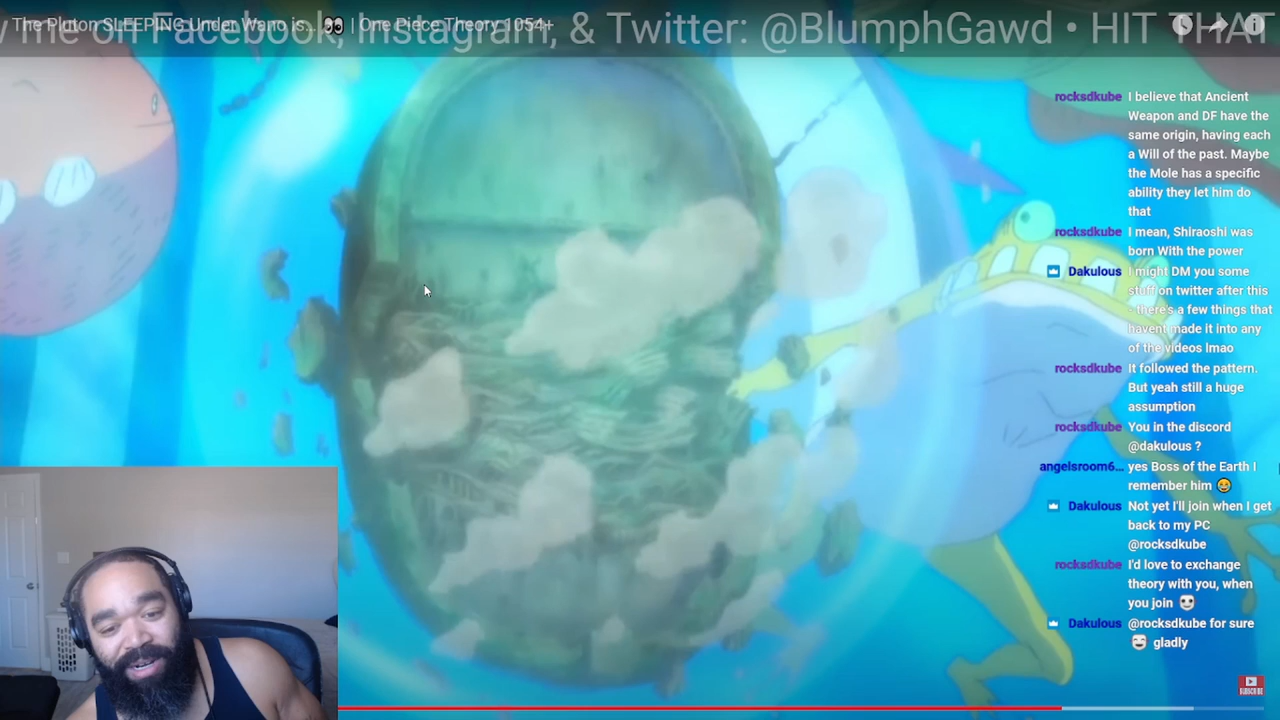 The Pluton SLEEPING Under Wano is... 👀 | One Piece Theory 1054+
w me on Facebook, Instagram, & Twitter: @BlumphGawd • HIT THAT
rocksdkube I believe that Ancient
Weapon and DF have the
same origin, having each
a Will of the past. Maybe
the Mole has a specific
ability they let him do
that
rocksdkube I mean, Shiraoshi was
born With the power
Dakulous I might DM you some
stuff on twitter after this
- there's a few things that
havent made it into any
of the videos lmao
rocksdkube It followed the pattern.
But yeah still a huge
assumption
rocksdkube You in the discord
@dakulous ?
angelsroom6... yes Boss of the Earth I
remember him 😂
Dakulous Not yet I'll join when I get
back to my PC
@rocksdkube
rocksdkube I'd love to exchange
theory with you, when
you join
Dakulous @rocksdkube for sure
gladly
SUBSCRIBE